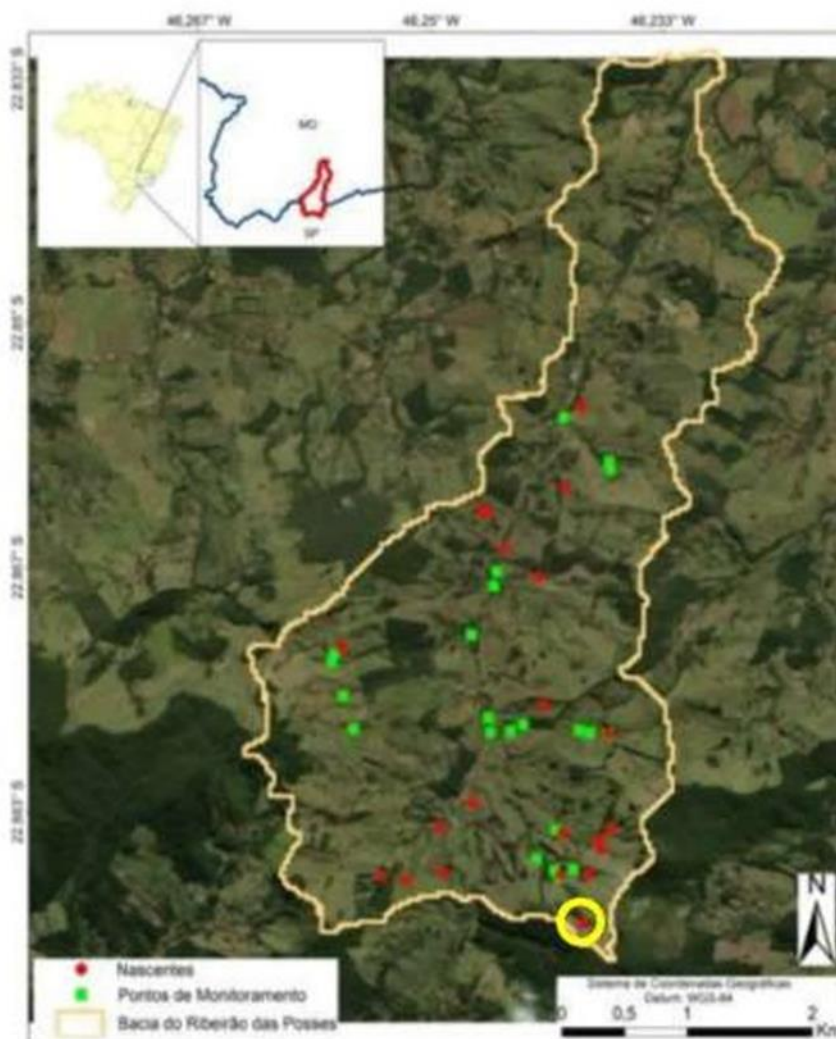 46.267° W 46.25° W 46.233° W
22.833° S
22.85° S
22.867° S
22.883° S
MG
SP
N
Nascentes
Pontos de Monitoramento
Bacia do Ribeirão das Posses
Sistema de Coordenadas Geográficas
Datum: WGS-84
0 0,5 1 2
Km